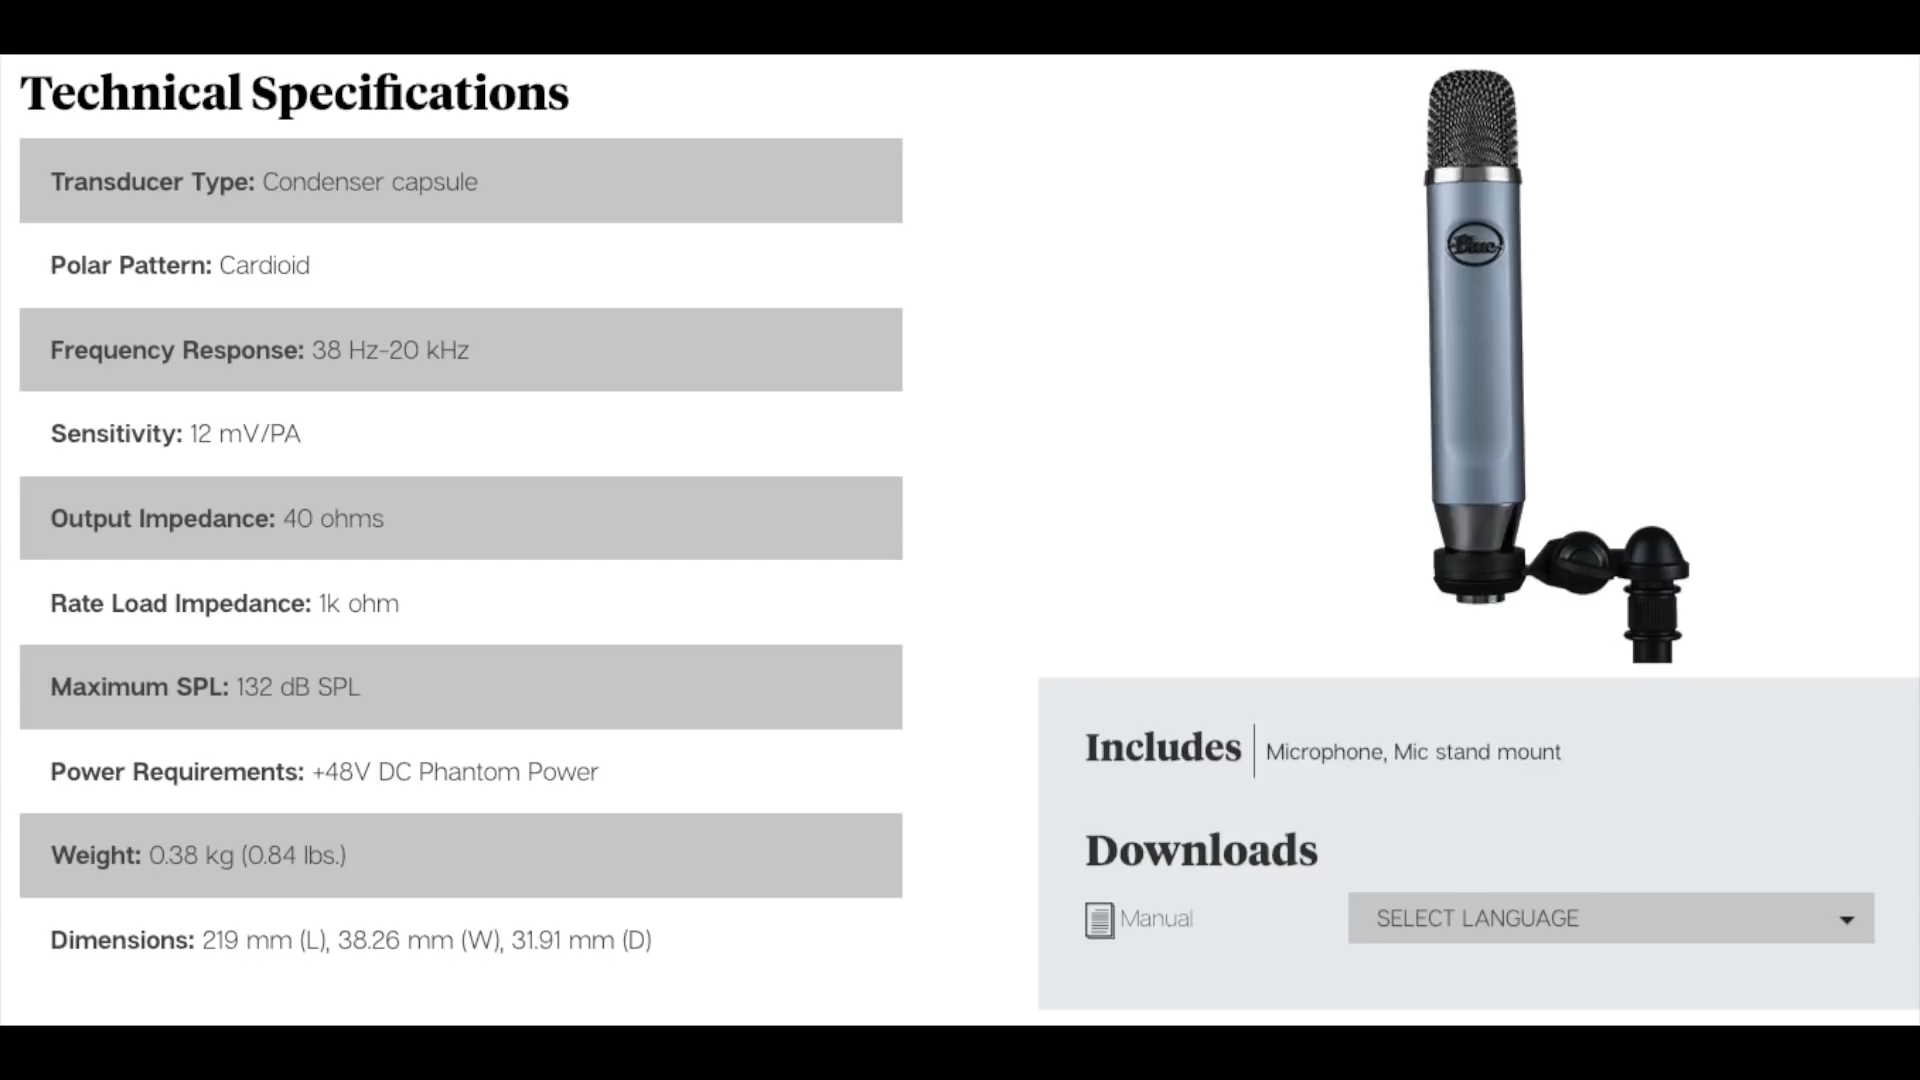 Technical Specifications
Transducer Type: Condenser capsule
Polar Pattern: Cardioid
Frequency Response: 38 Hz-20 kHz
Sensitivity: 12 mV/PA
Output Impedance: 40 ohms
Rate Load Impedance: 1k ohm
Maximum SPL: 132 dB SPL
Power Requirements: +48V DC Phantom Power
Weight: 0.38 kg (0.84 lbs.)
Dimensions: 219 mm (L), 38.26 mm (W), 31.91 mm (D)
Blue
Includes Microphone, Mic stand mount
Downloads
Manual SELECT LANGUAGE